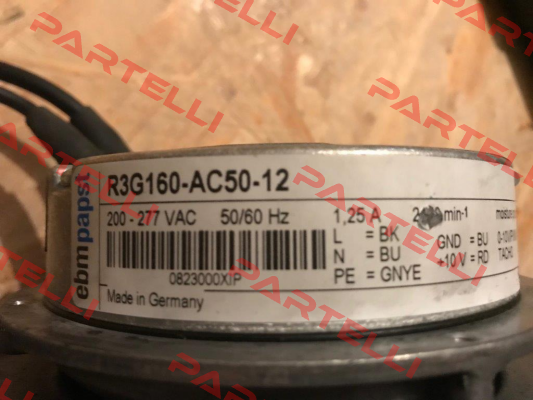 PARTELLI
PARTELLI
PARTELLI
PARTELLI
PARTELLI
PARTELLI
ebmpapst
R3G160-AC50-12
200 - 277 VAC 50/60 Hz 1,25 A min-1
L = BK GND = BU
N = BU +10 V = RD
PE = GNYE TACHO
0823000XIP
Made in Germany